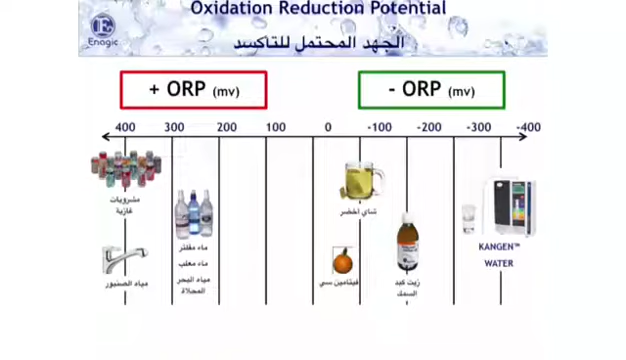 Oxidation Reduction Potential
Enagic
الجهد المحتمل للتاكسد
+ ORP (mv)
- ORP (mv)
400 300 200 100 0 -100 -200 -300 -400
مشروبات
غازية
شاي اخضر
ماء مفلتر
ماء معلب
مياه البحر
المحلاة
KANGEN™
WATER
مياه الصنبور
فيتامين سي
زيت كبد
السمك